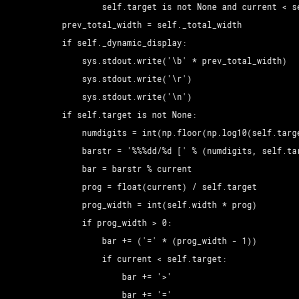 self.target is not None and current < se
prev_total_width = self._total_width
if self._dynamic_display:
sys.stdout.write('\b' * prev_total_width)
sys.stdout.write('\r')
sys.stdout.write('\n')
if self.target is not None:
numdigits = int(np.floor(np.log10(self.targe
barstr = '%%%dd/%d [' % (numdigits, self.tar
bar = barstr % current
prog = float(current) / self.target
prog_width = int(self.width * prog)
if prog_width > 0:
bar += ('=' * (prog_width - 1))
if current < self.target:
bar += '>'
bar += '='